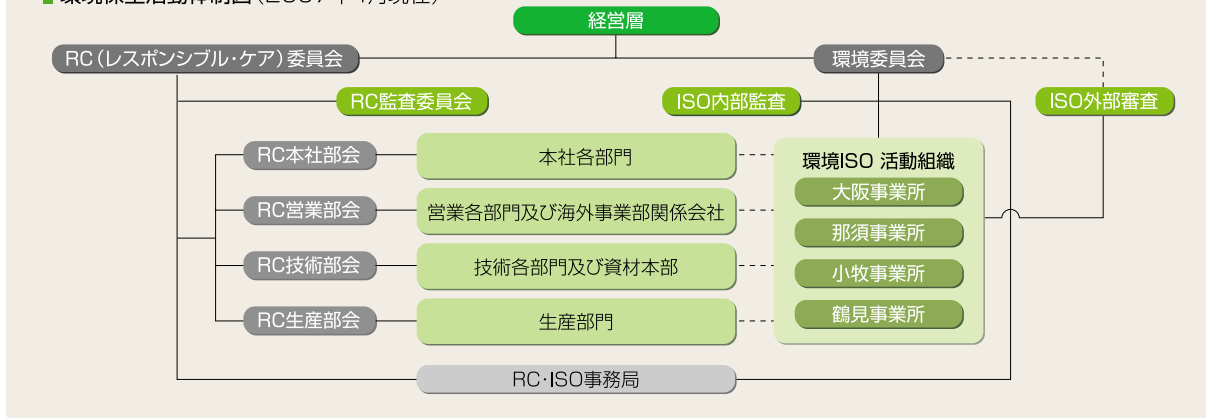 経営層
RC(レスポンシブル・ケア)委員会
環境委員会
RC監査委員会
ISO内部監査
ISO外部審査
RC本社部会
本社各部門
環境ISO 活動組織
大阪事業所
RC営業部会
営業各部門及び海外事業部関係会社
那須事業所
RC技術部会
技術各部門及び資材本部
小牧事業所
RC生産部会
生産部門
鶴見事業所
RC・ISO事務局